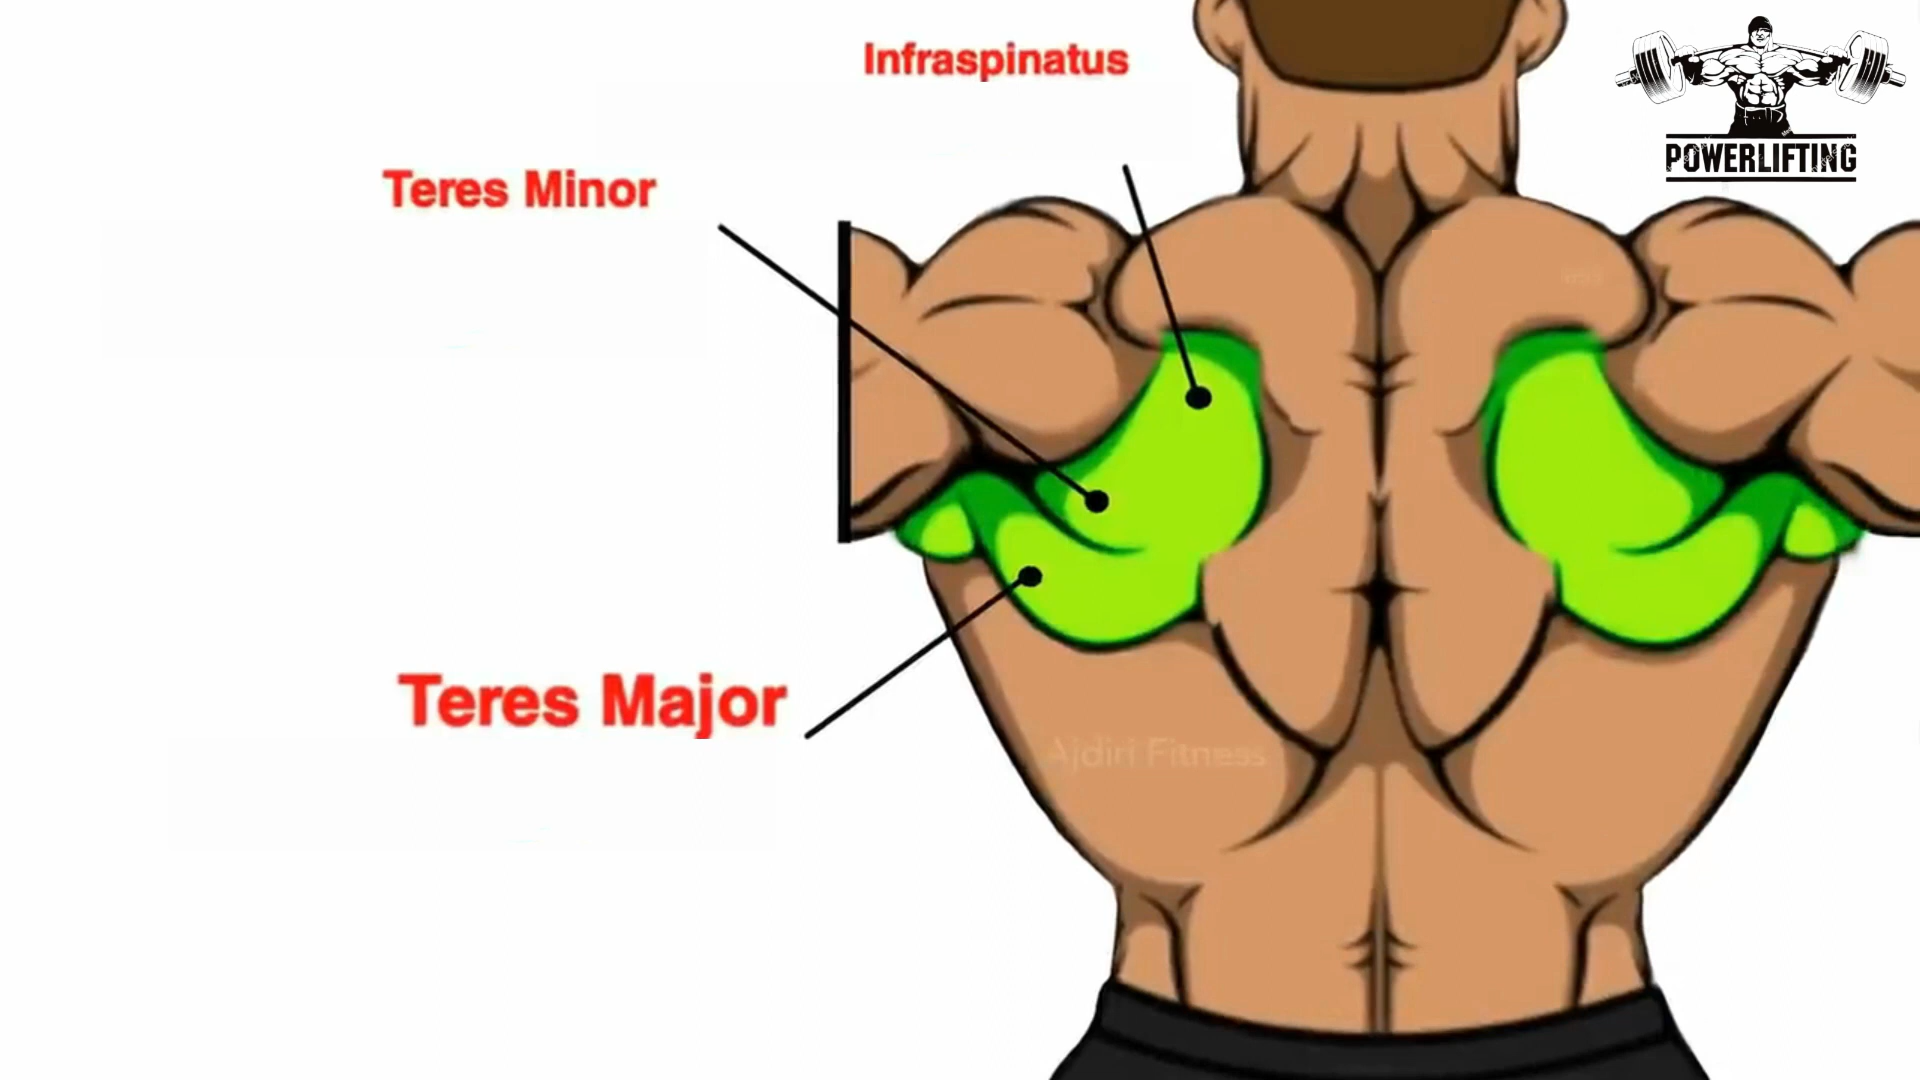 Infraspinatus
POWERLIFTING
Teres Minor
Teres Major
Ajdiri Fitness